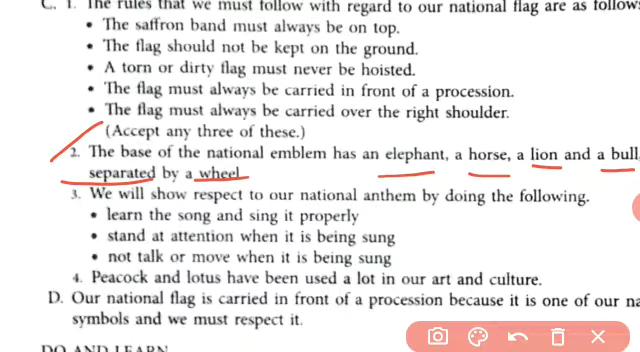 C. 1. The rules that we must follow with regard to our national flag are as follow
• The saffron band must always be on top.
• The flag should not be kept on the ground.
• A torn or dirty flag must never be hoisted.
• The flag must always be carried in front of a procession.
• The flag must always be carried over the right shoulder.
(Accept any three of these.)
2. The base of the national emblem has an elephant, a horse, a lion and a bull
separated by a wheel
3. We will show respect to our national anthem by doing the following.
• learn the song and sing it properly
• stand at attention when it is being sung
• not talk or move when it is being sung
4. Peacock and lotus have been used a lot in our art and culture.
D. Our national flag is carried in front of a procession because it is one of our na
symbols and we must respect it.
DO AND LEARN